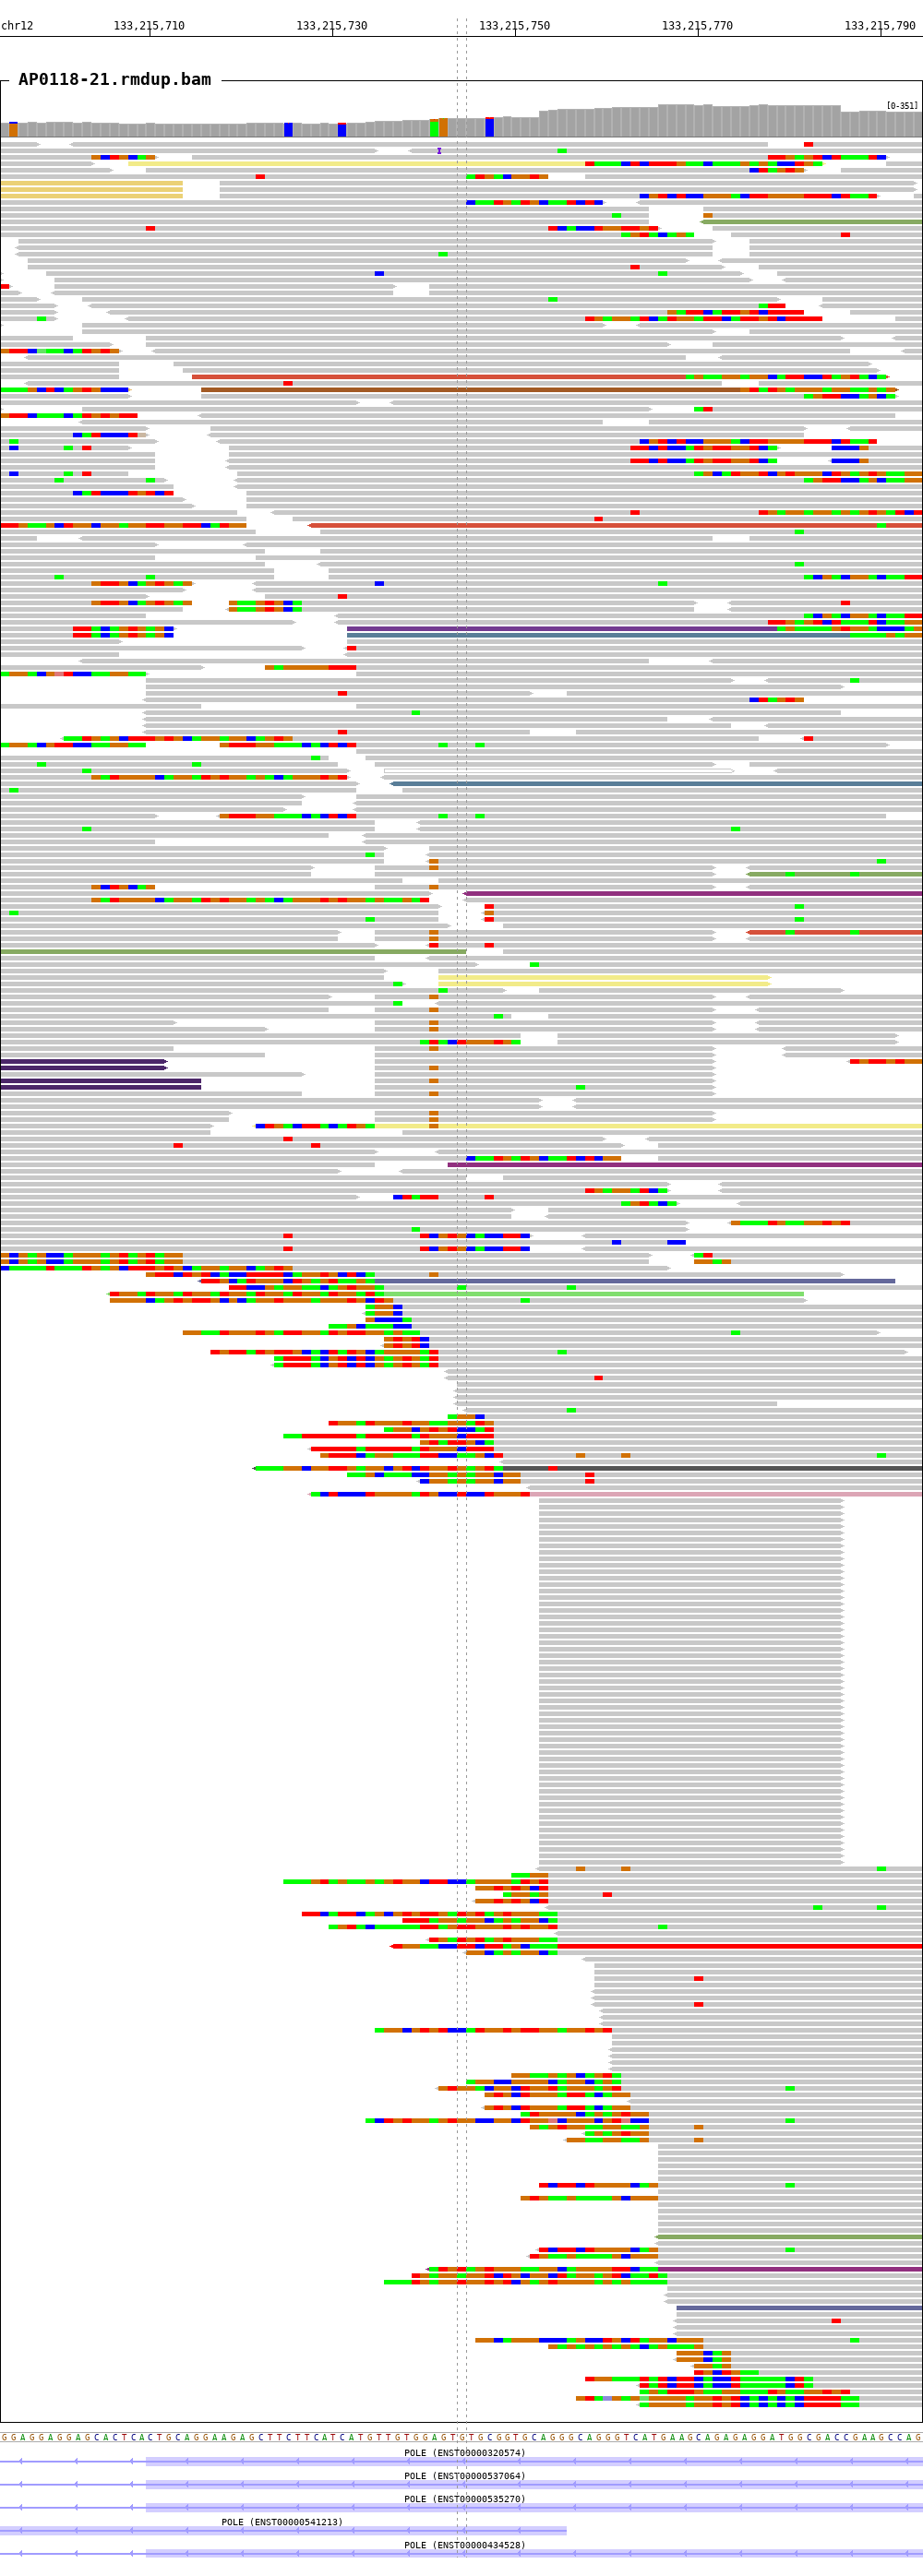 chr12 133,215,710 133,215,730 133,215,750 133,215,770 133,215,790
AP0118-21.rmdup.bam
[0-351]
I
G G A G G A G G A G C A C T C A C T G C A G G A A G A G C T T C T T C A T C A T G T T G T G G A G T G T G C G G T G C A G G G C A G G G T C A T G A A G C A G A G A G G A T G G C G A C C G A A G C C A G
POLE (ENST00000320574)
POLE (ENST00000537064)
POLE (ENST00000535270)
POLE (ENST00000541213)
POLE (ENST00000434528)